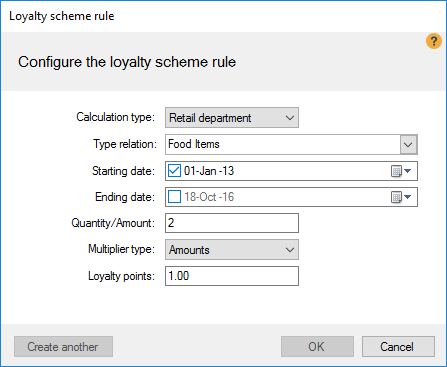 Loyalty scheme rule
?
Configure the loyalty scheme rule
Calculation type: Retail department
Type relation: Food Items
Starting date: 01-Jan -13
Ending date: 18-Oct -16
Quantity/Amount: 2
Multiplier type: Amounts
Loyalty points: 1.00
Create another OK Cancel